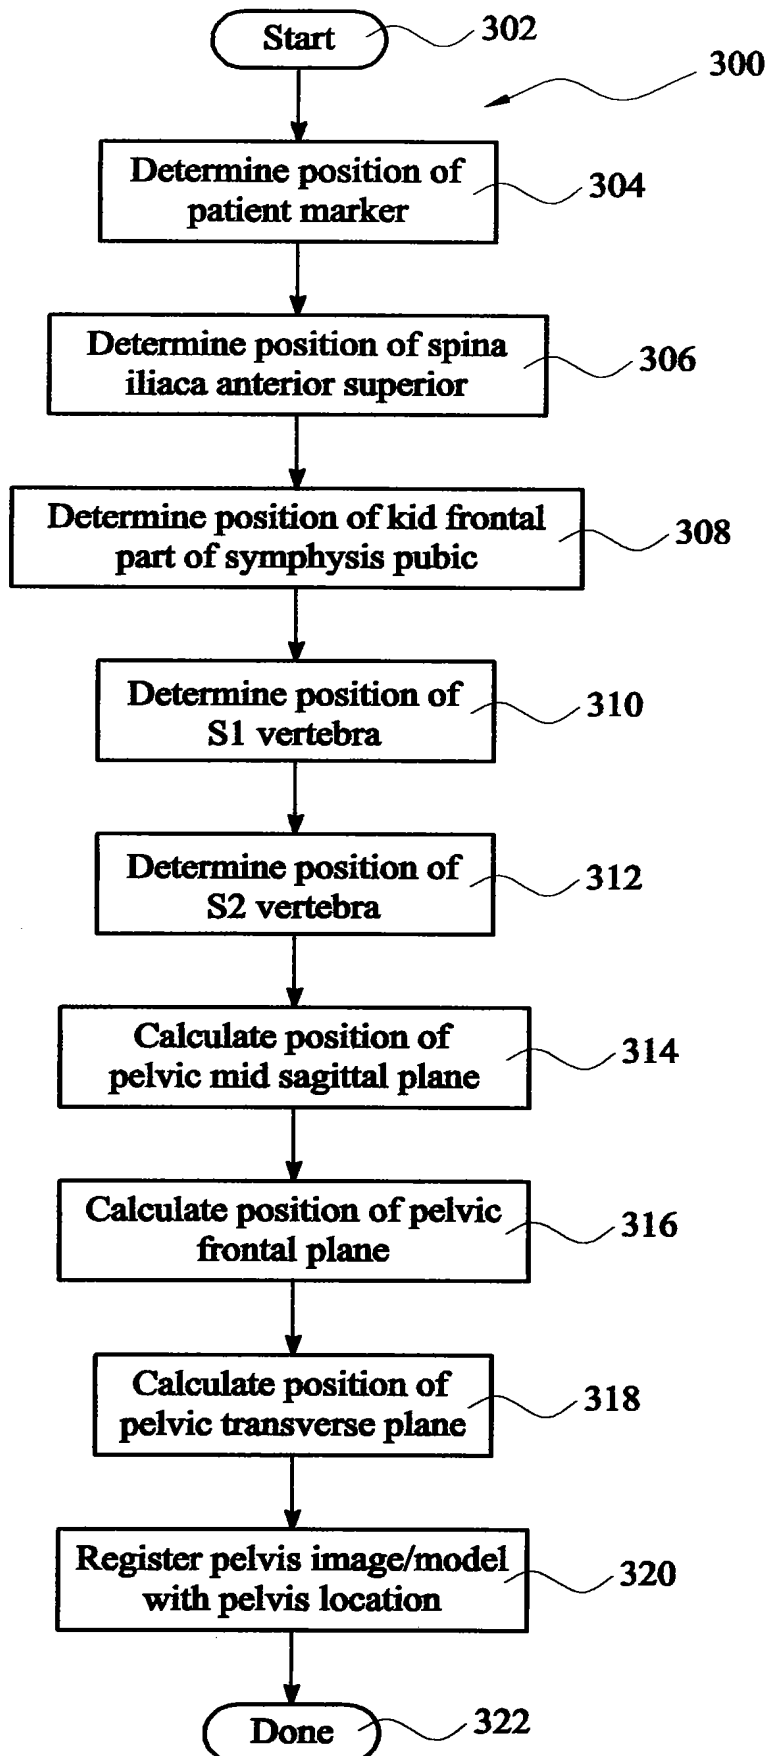 Start
302
300
Determine position of
patient marker
304
Determine position of spina
iliaca anterior superior
306
Determine position of kid frontal
part of symphysis pubic
308
Determine position of
S1 vertebra
310
Determine position of
S2 vertebra
312
Calculate position of
pelvic mid sagittal plane
314
Calculate position of pelvic
frontal plane
316
Calculate position of
pelvic transverse plane
318
Register pelvis image/model
with pelvis location
320
Done
322